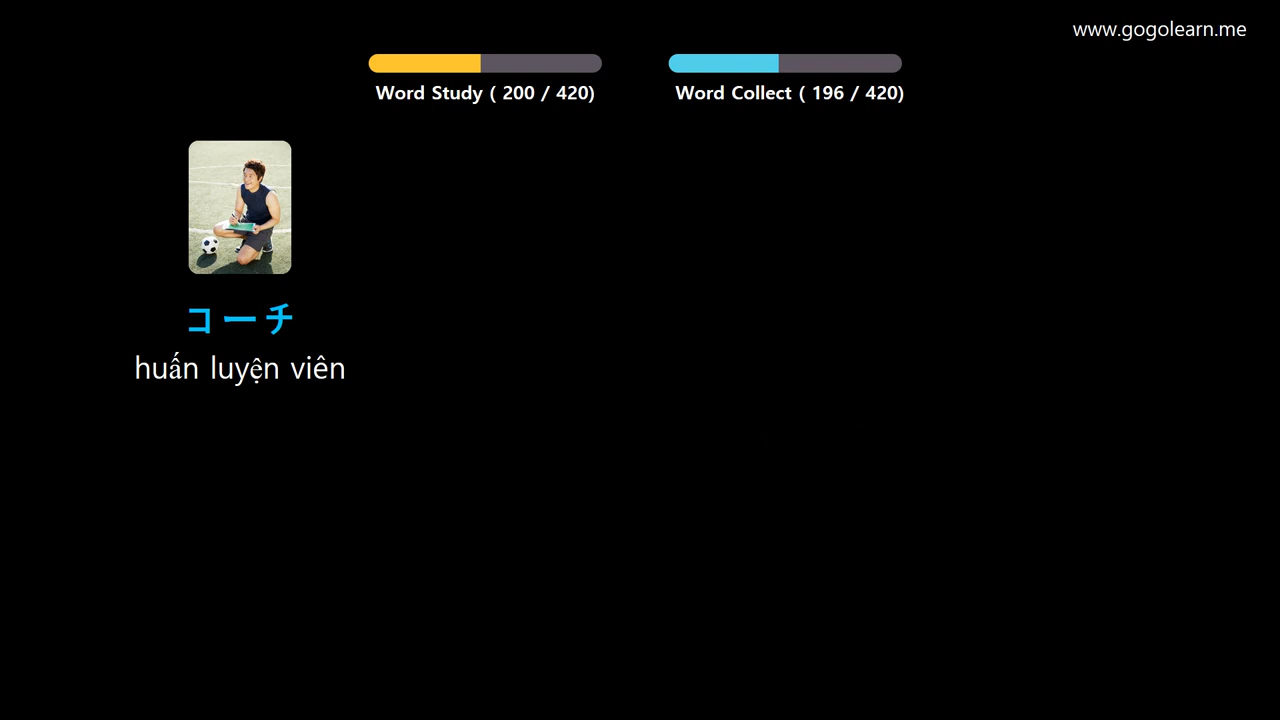 www.gogolearn.me
Word Study ( 200 / 420)
Word Collect ( 196 / 420)
コーチ
huấn luyện viên